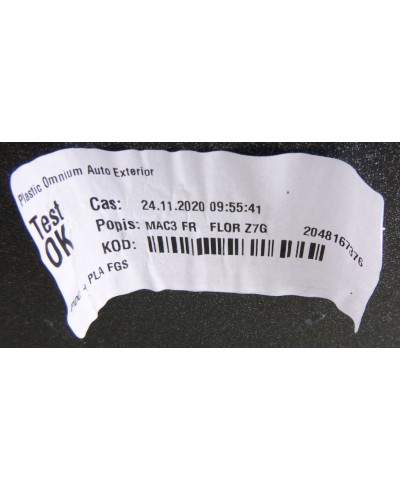 Plastic Omnium Auto Exterior
Test
OK
Cas: 24.11.2020 09:55:41
Popis: MAC3 FR FLOR Z7G 2048167376
KOD:
PLA FGS